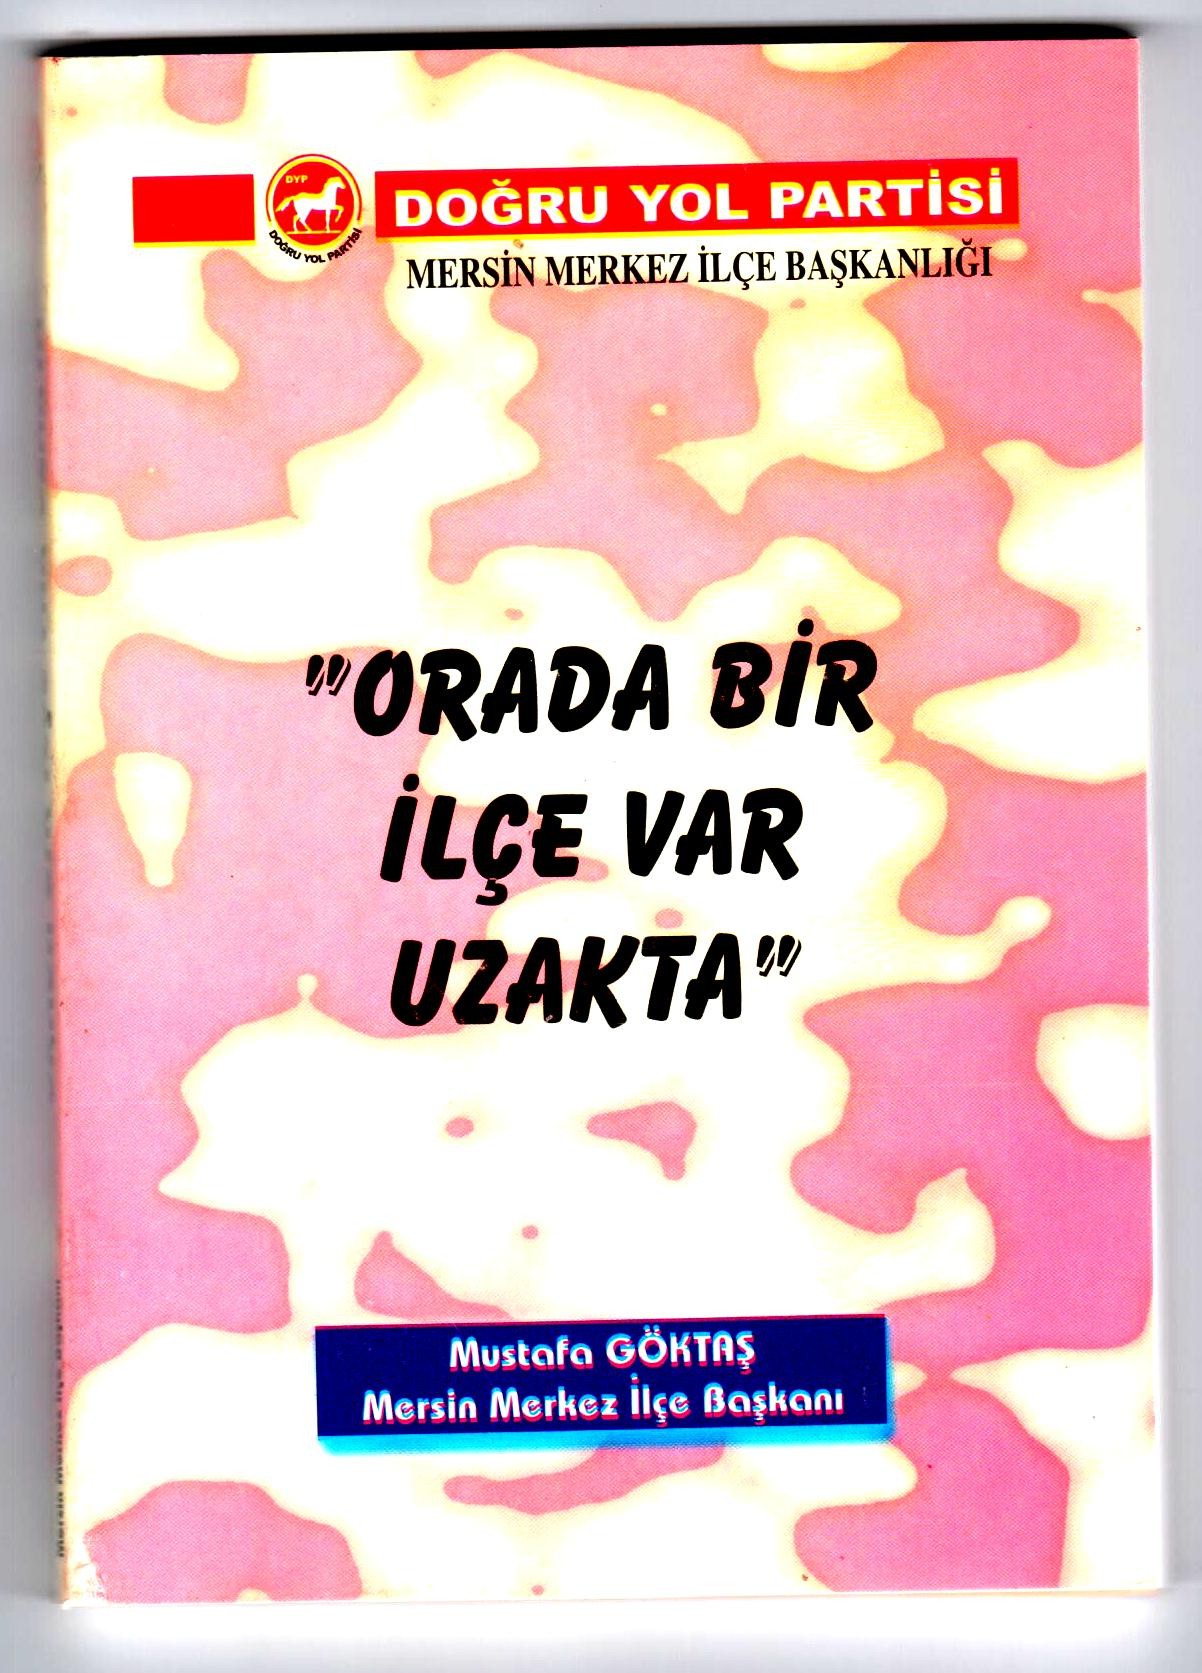 DYP
DOĞRU YOL PARTİSİ
DOĞRU YOL PARTİSİ
MERSİN MERKEZ İLÇE BAŞKANLIĞI
"ORADA BİR
İLÇE VAR
UZAKTA"
Mustafa GÖKTAŞ
Mersin Merkez İlçe Başkanı